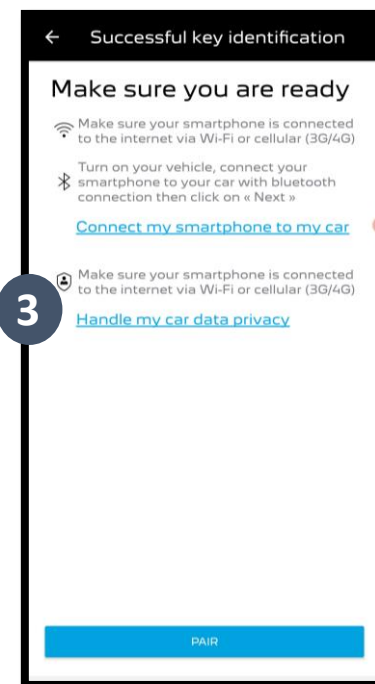 Successful key identification
Make sure you are ready
Make sure your smartphone is connected
to the internet via Wi-Fi or cellular (3G/4G)
Turn on your vehicle, connect your
smartphone to your car with bluetooth
connection then click on « Next »
Connect my smartphone to my car
Make sure your smartphone is connected
to the internet via Wi-Fi or cellular (3G/4G)
3
Handle my car data privacy
PAIR